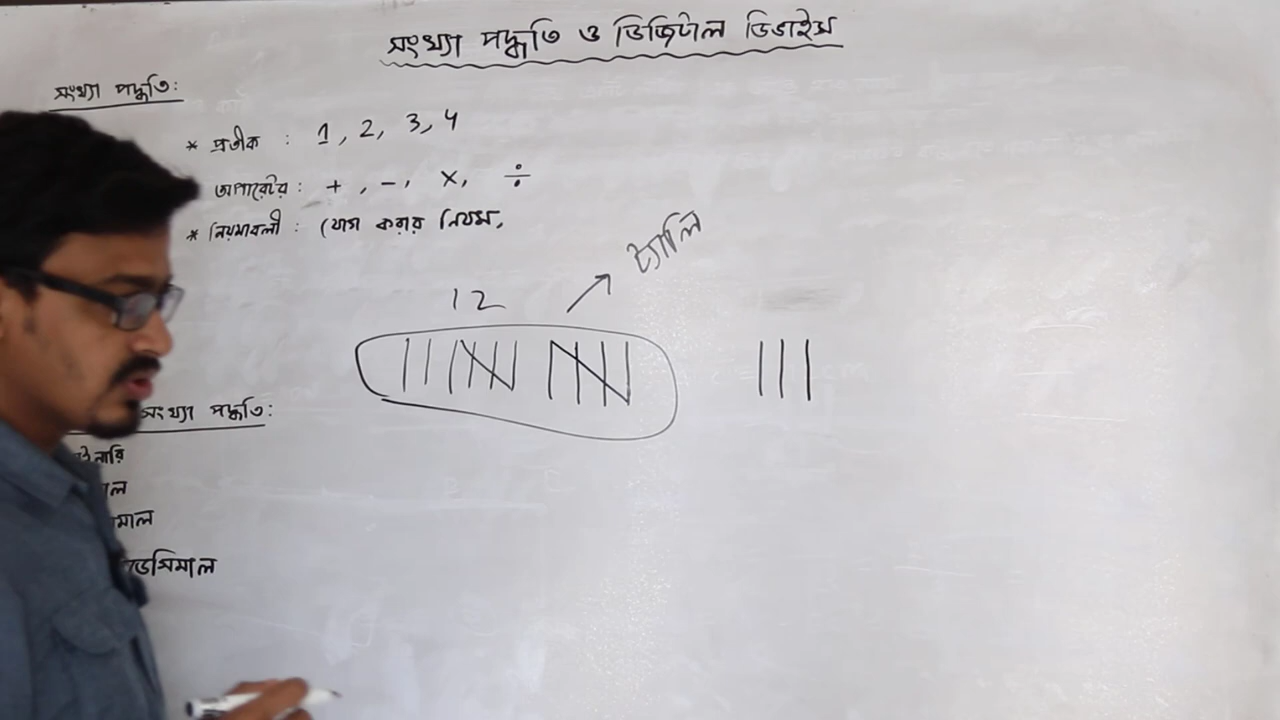 সংখ্যা পদ্ধতি ও ডিজিটাল ডিভাইস
সংখ্যা পদ্ধতি:
* প্রতীক : 1, 2, 3, 4
অপারেটর : +, -, ×, ÷
* নিয়মাবলী : (যোগ করার নিয়ম,
ট্যালি
12
সংখ্যা পদ্ধতি:
নারি
াল
মাল
ডেসিমাল